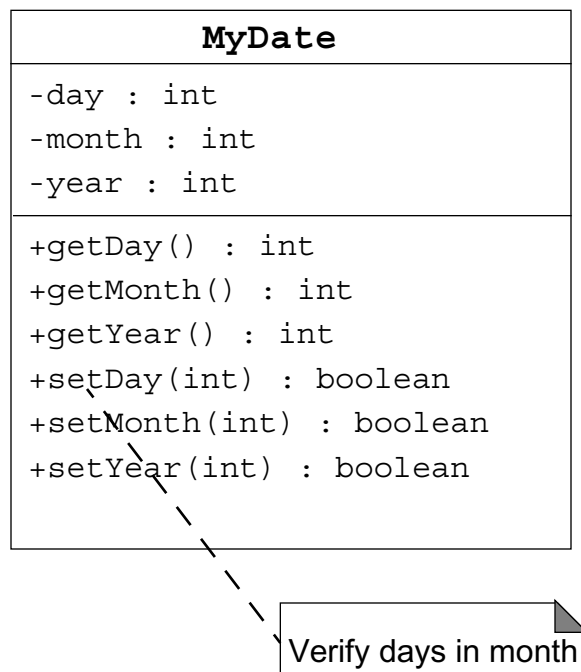 MyDate
-day : int
-month : int
-year : int
+getDay() : int
+getMonth() : int
+getYear() : int
+setDay(int) : boolean
+setMonth(int) : boolean
+setYear(int) : boolean
Verify days in month